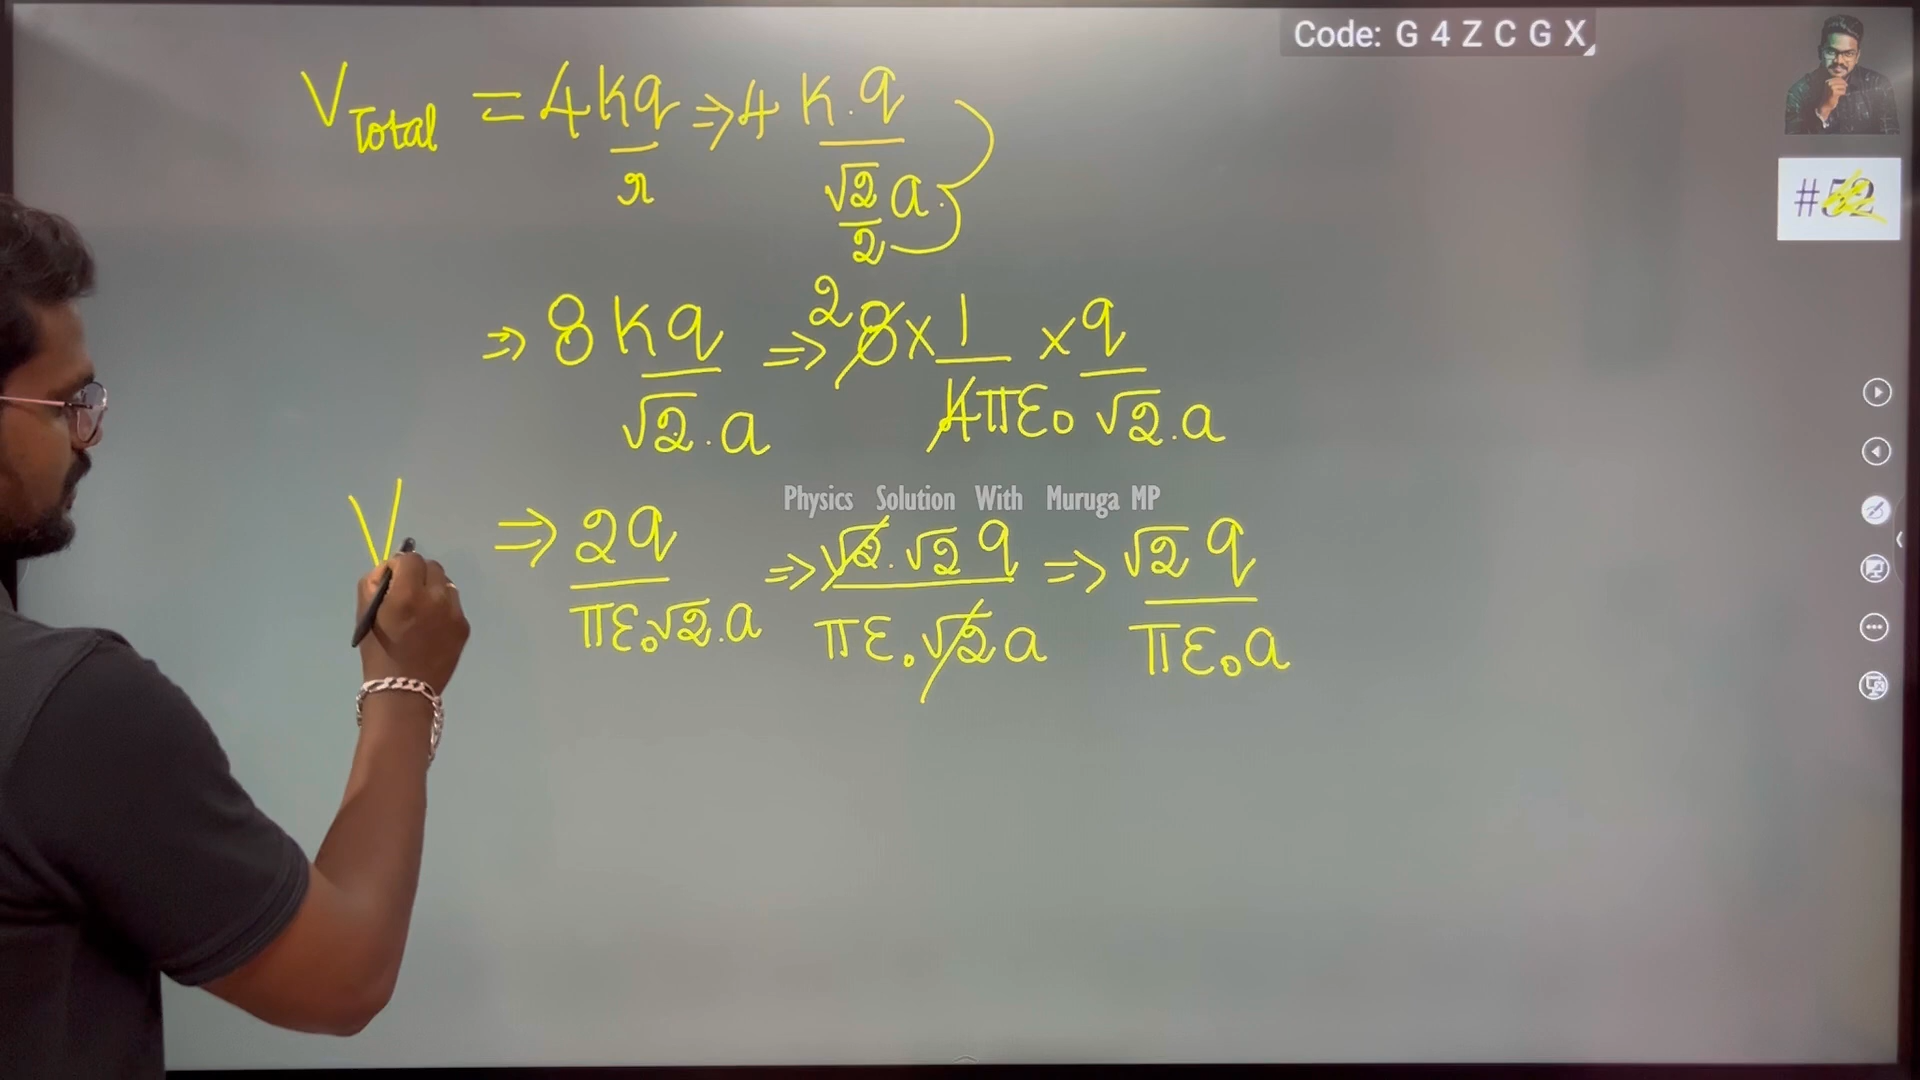 Code: G 4 Z C G X
#52
V Total = 4kq/r ⇒ 4 k.q/(√2/2 a.)
⇒ 8kq/(√2.a) ⇒ 2 8 × 1/(4πε₀) × q/(√2.a)
Physics Solution With Muruga MP
V ⇒ 2q/(πε₀√2.a) ⇒ √2.√2 q/(πε₀√2 a) ⇒ √2 q/(πε₀a)